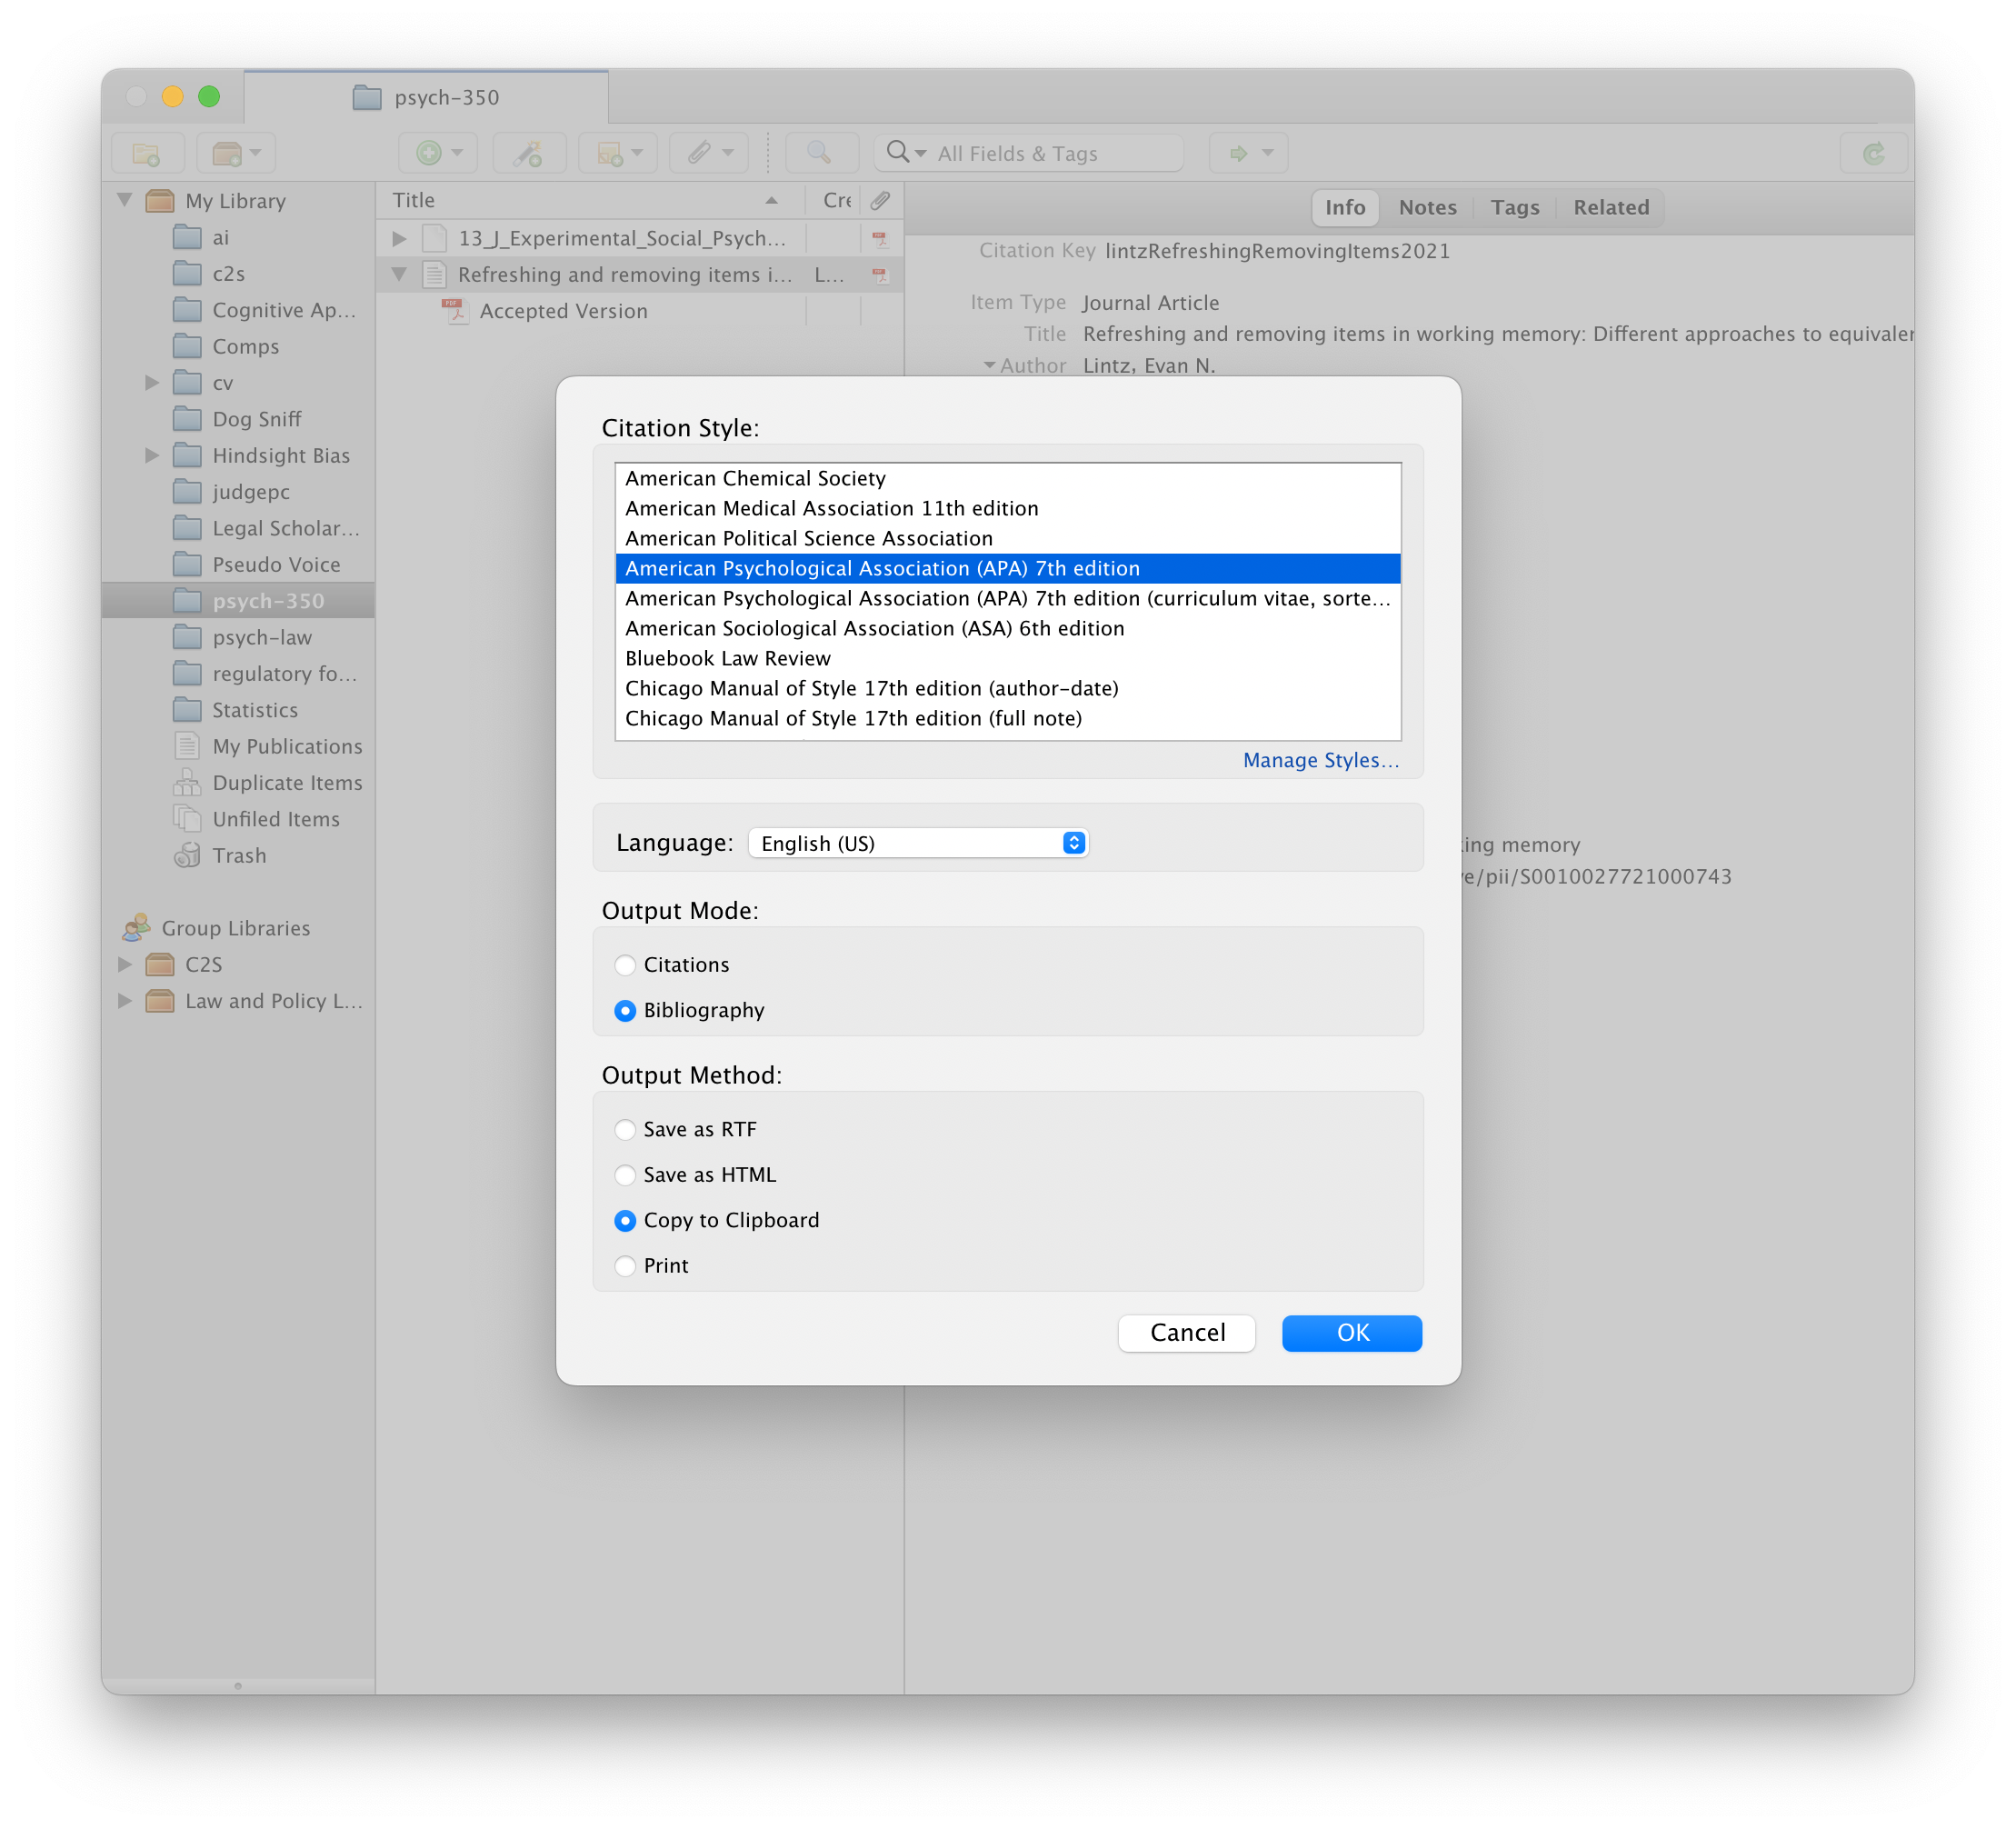 psych-350
All Fields & Tags
My Library
ai
c2s
Cognitive Ap...
Comps
cv
Dog Sniff
Hindsight Bias
judgepc
Legal Scholar...
Pseudo Voice
psych-350
psych-law
regulatory fo...
Statistics
My Publications
Duplicate Items
Unfiled Items
Trash
Group Libraries
C2S
Law and Policy L...
Title
Cre
13_J_Experimental_Social_Psych...
Refreshing and removing items i... L...
Accepted Version
Info Notes Tags Related
Citation Key lintzRefreshingRemovingItems2021
Item Type Journal Article
Title Refreshing and removing items in working memory: Different approaches to equivale
Author Lintz, Evan N.
king memory
ve/pii/S0010027721000743
Citation Style:
American Chemical Society
American Medical Association 11th edition
American Political Science Association
American Psychological Association (APA) 7th edition
American Psychological Association (APA) 7th edition (curriculum vitae, sorte...
American Sociological Association (ASA) 6th edition
Bluebook Law Review
Chicago Manual of Style 17th edition (author-date)
Chicago Manual of Style 17th edition (full note)
Manage Styles...
Language: English (US)
Output Mode:
Citations
Bibliography
Output Method:
Save as RTF
Save as HTML
Copy to Clipboard
Print
Cancel OK